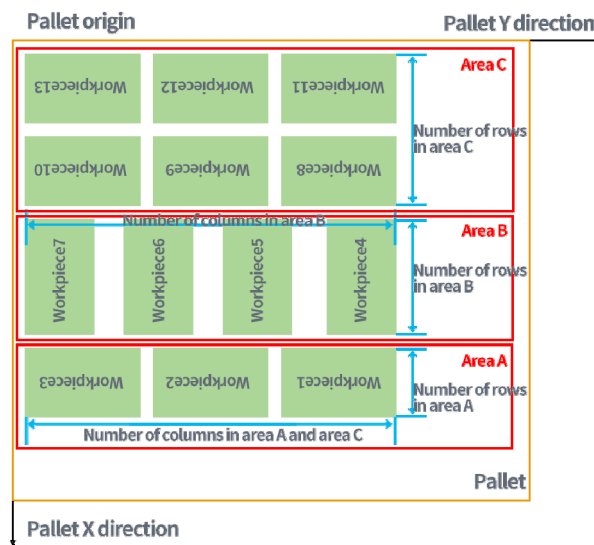 Pallet origin
Pallet Y direction
Area C
Workpiece13
Workpiece12
Workpiece11
Number of rows
in area C
Workpiece10
Workpiece9
Workpiece8
Number of columns in area B
Area B
Workpiece7
Workpiece6
Workpiece5
Workpiece4
Number of rows
in area B
Area A
Workpiece3
Workpiece2
Workpiece1
Number of rows
in area A
Number of columns in area A and area C
Pallet
Pallet X direction